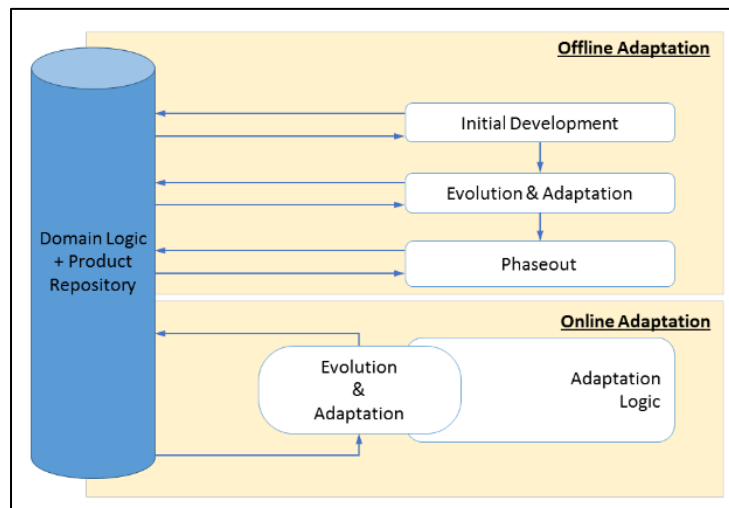 Offline Adaptation
Initial Development
Evolution & Adaptation
Phaseout
Domain Logic
+ Product
Repository
Online Adaptation
Evolution
&
Adaptation
Adaptation
Logic